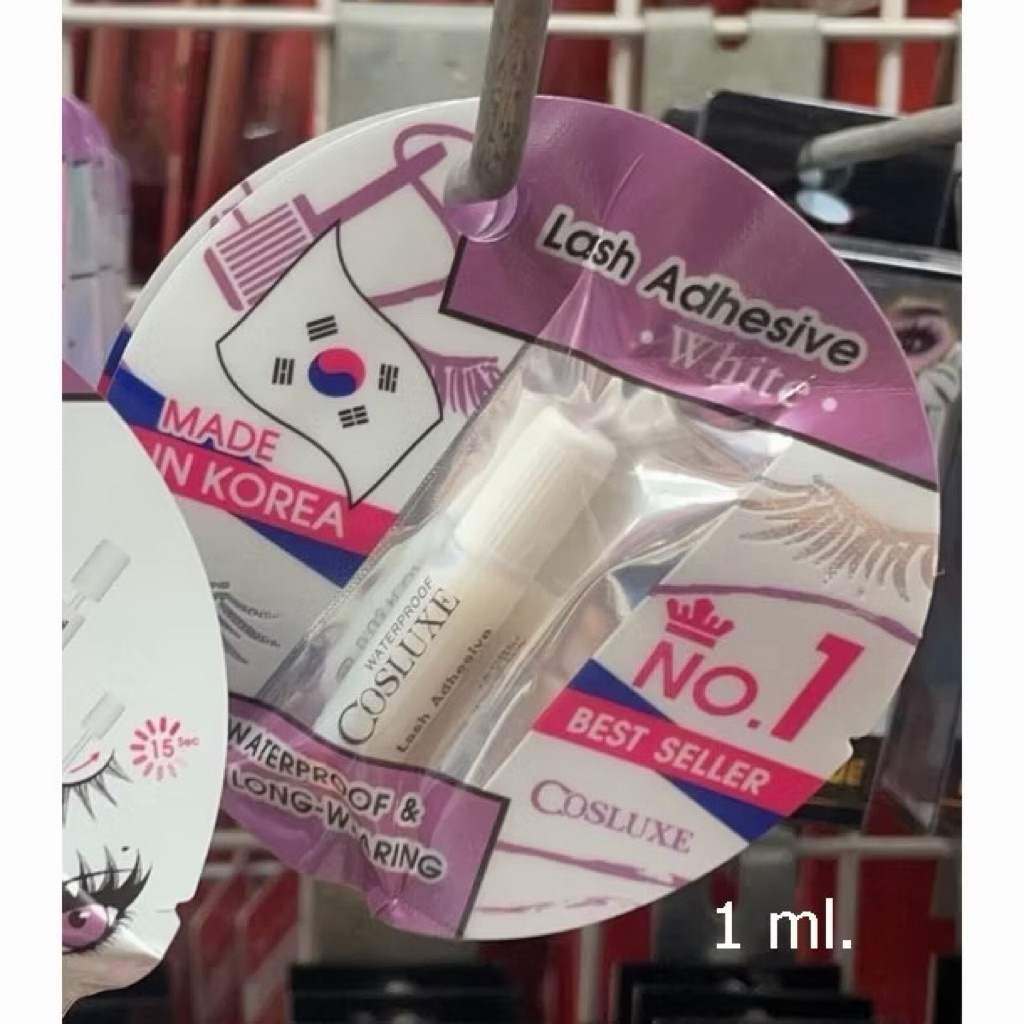 Lash Adhesive
• White •
MADE
IN KOREA
WATERPROOF
COSLUXE
Lash Adhesive
NO.1
BEST SELLER
COSLUXE
WATERPROOF &
LONG-WEARING
15 Sec
1 ml.